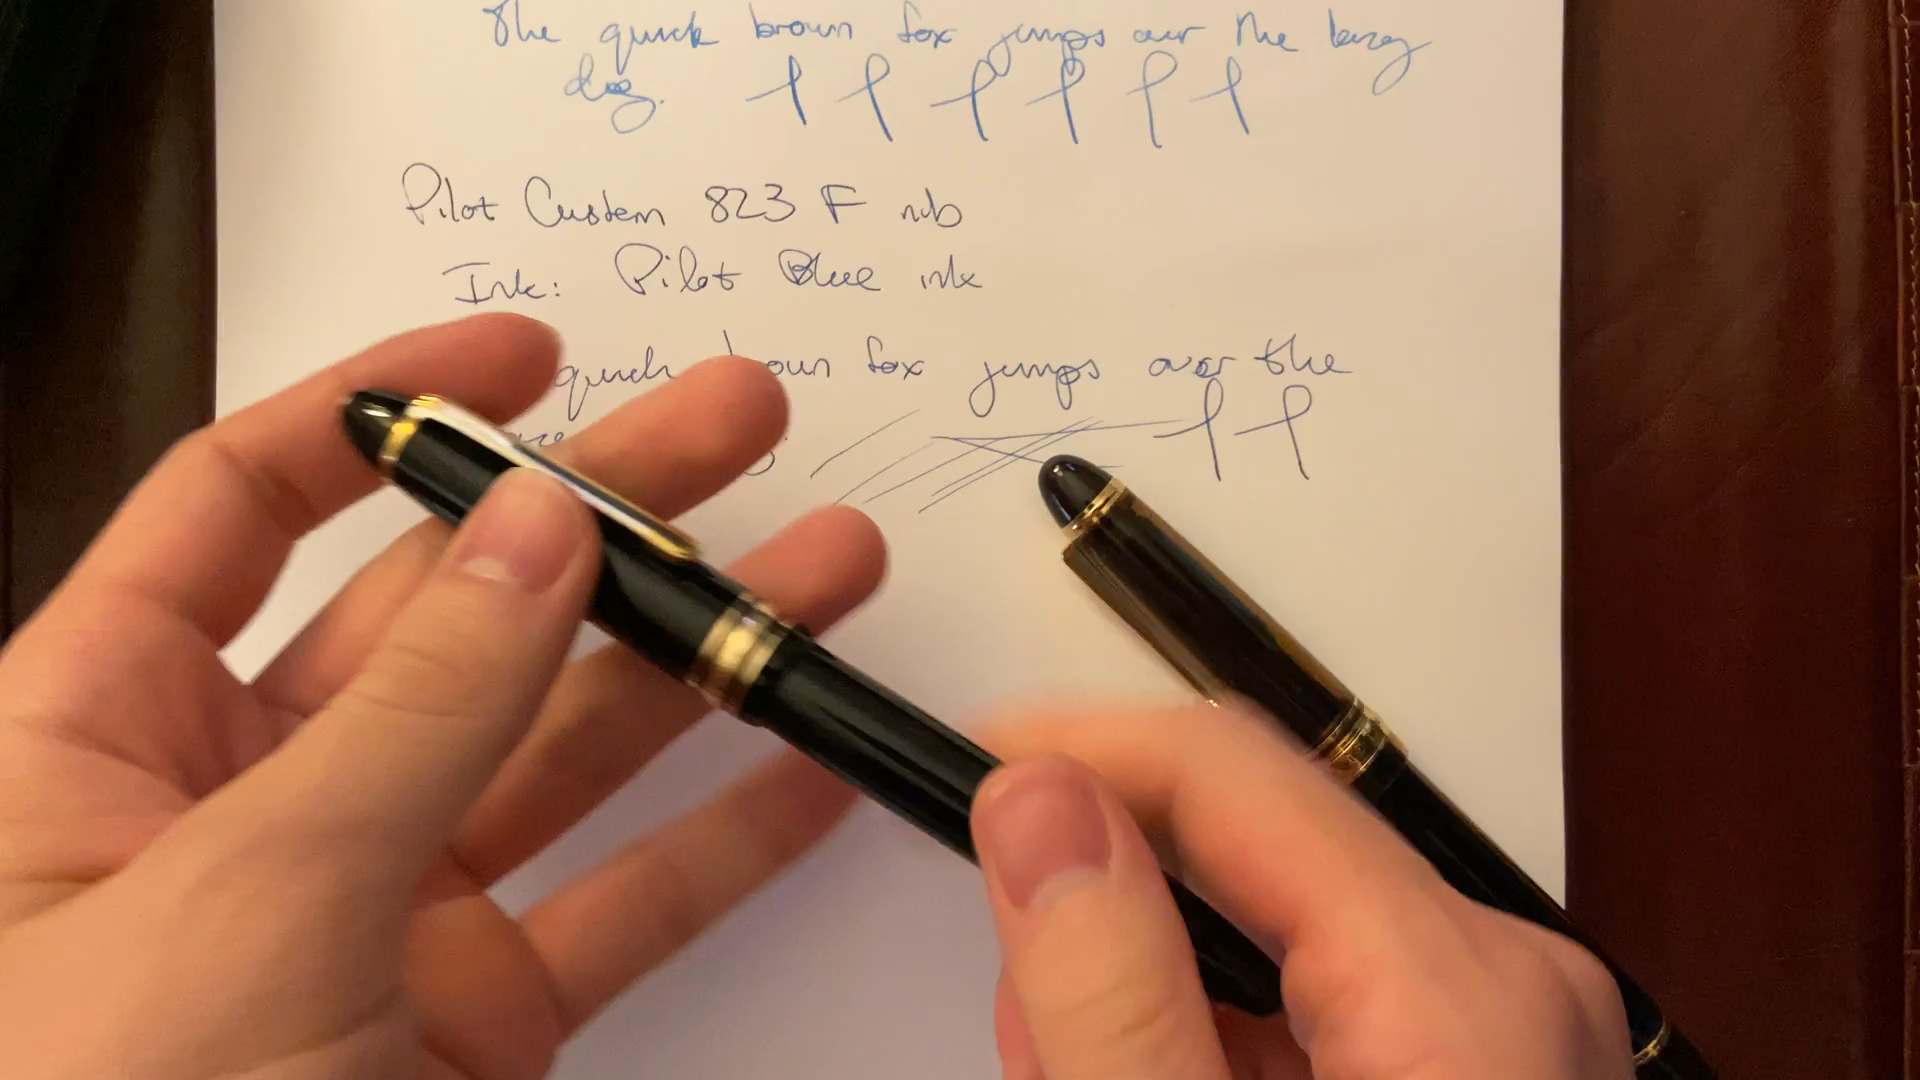 The quick brown fox jumps over the lazy
dog.
Pilot Custom 823 F nib
Ink: Pilot Blue ink
quick brown fox jumps over the